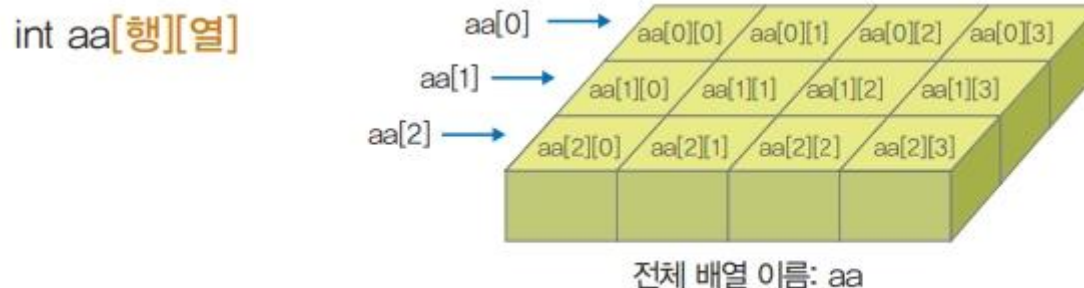 int aa[행][열]
aa[0]
aa[0][0] aa[0][1] aa[0][2] aa[0][3]
aa[1]
aa[1][0] aa[1][1] aa[1][2] aa[1][3]
aa[2]
aa[2][0] aa[2][1] aa[2][2] aa[2][3]
전체 배열 이름: aa